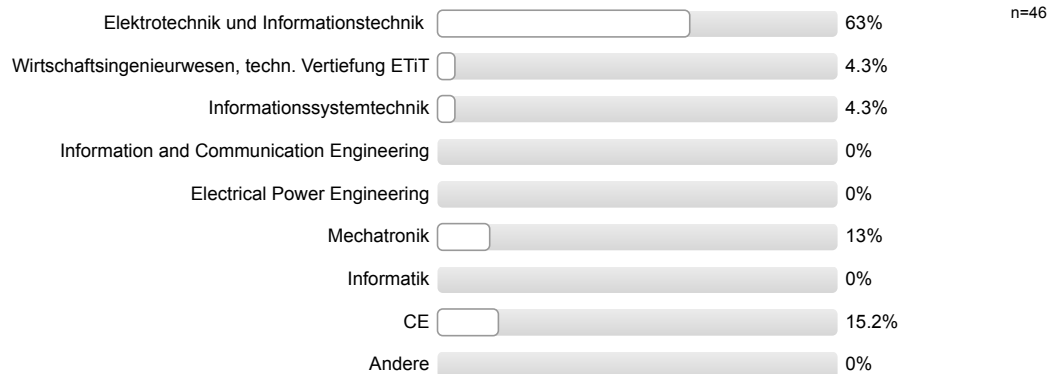 Elektrotechnik und Informationstechnik 63% n=46
Wirtschaftsingenieurwesen, techn. Vertiefung ETiT 4.3%
Informationssystemtechnik 4.3%
Information and Communication Engineering 0%
Electrical Power Engineering 0%
Mechatronik 13%
Informatik 0%
CE 15.2%
Andere 0%